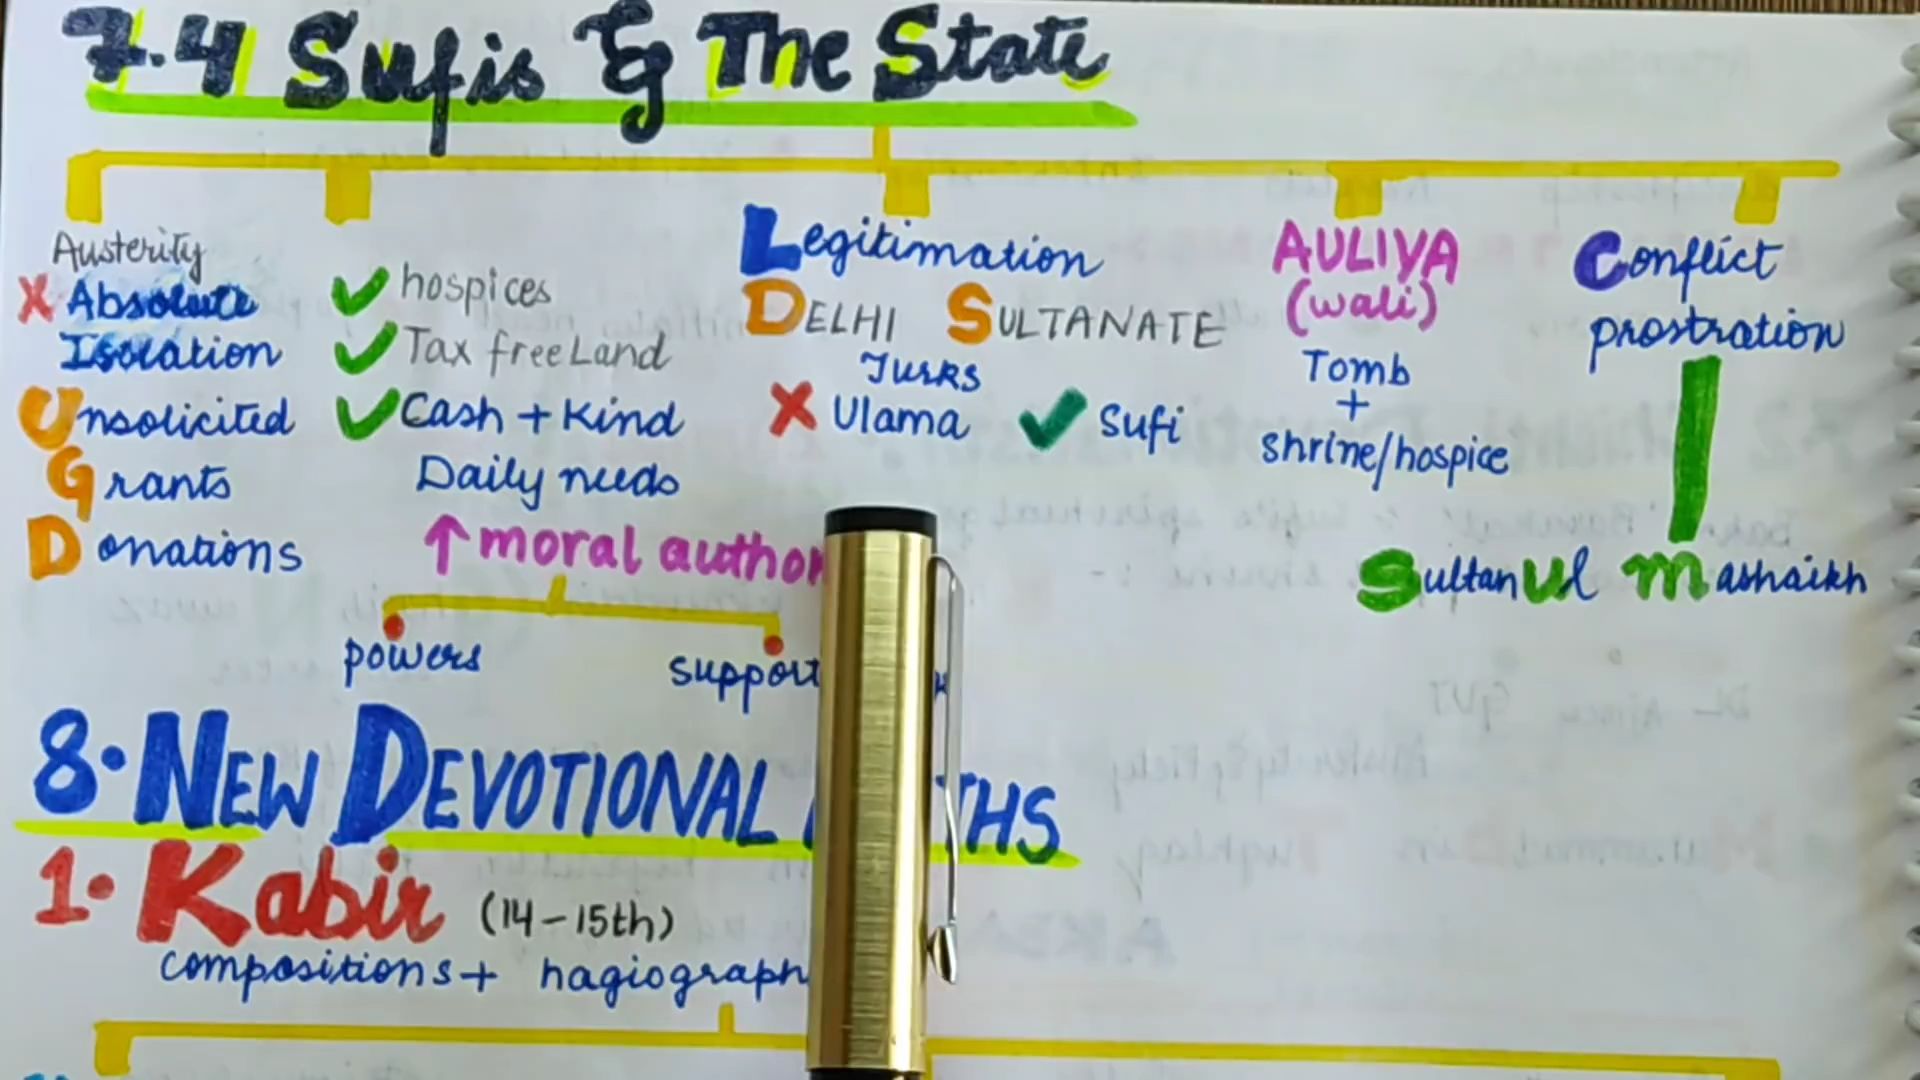 7.4 Sufis & The State
Austerity
X Absolute
Isolation
Unsolicited
Grants
Donations
✓ hospices
✓ Tax free Land
✓ Cash + Kind
Daily needs
↑ moral author
powers
support
Legitimation
DELHI SULTANATE
Turks
X Ulama ✓ Sufi
AULIYA
(wali)
Tomb
+
shrine/hospice
Conflict
prostration
Sultan ul mashaikh
8. NEW DEVOTIONAL THS
1. Kabir (14-15th)
compositions + hagiograph